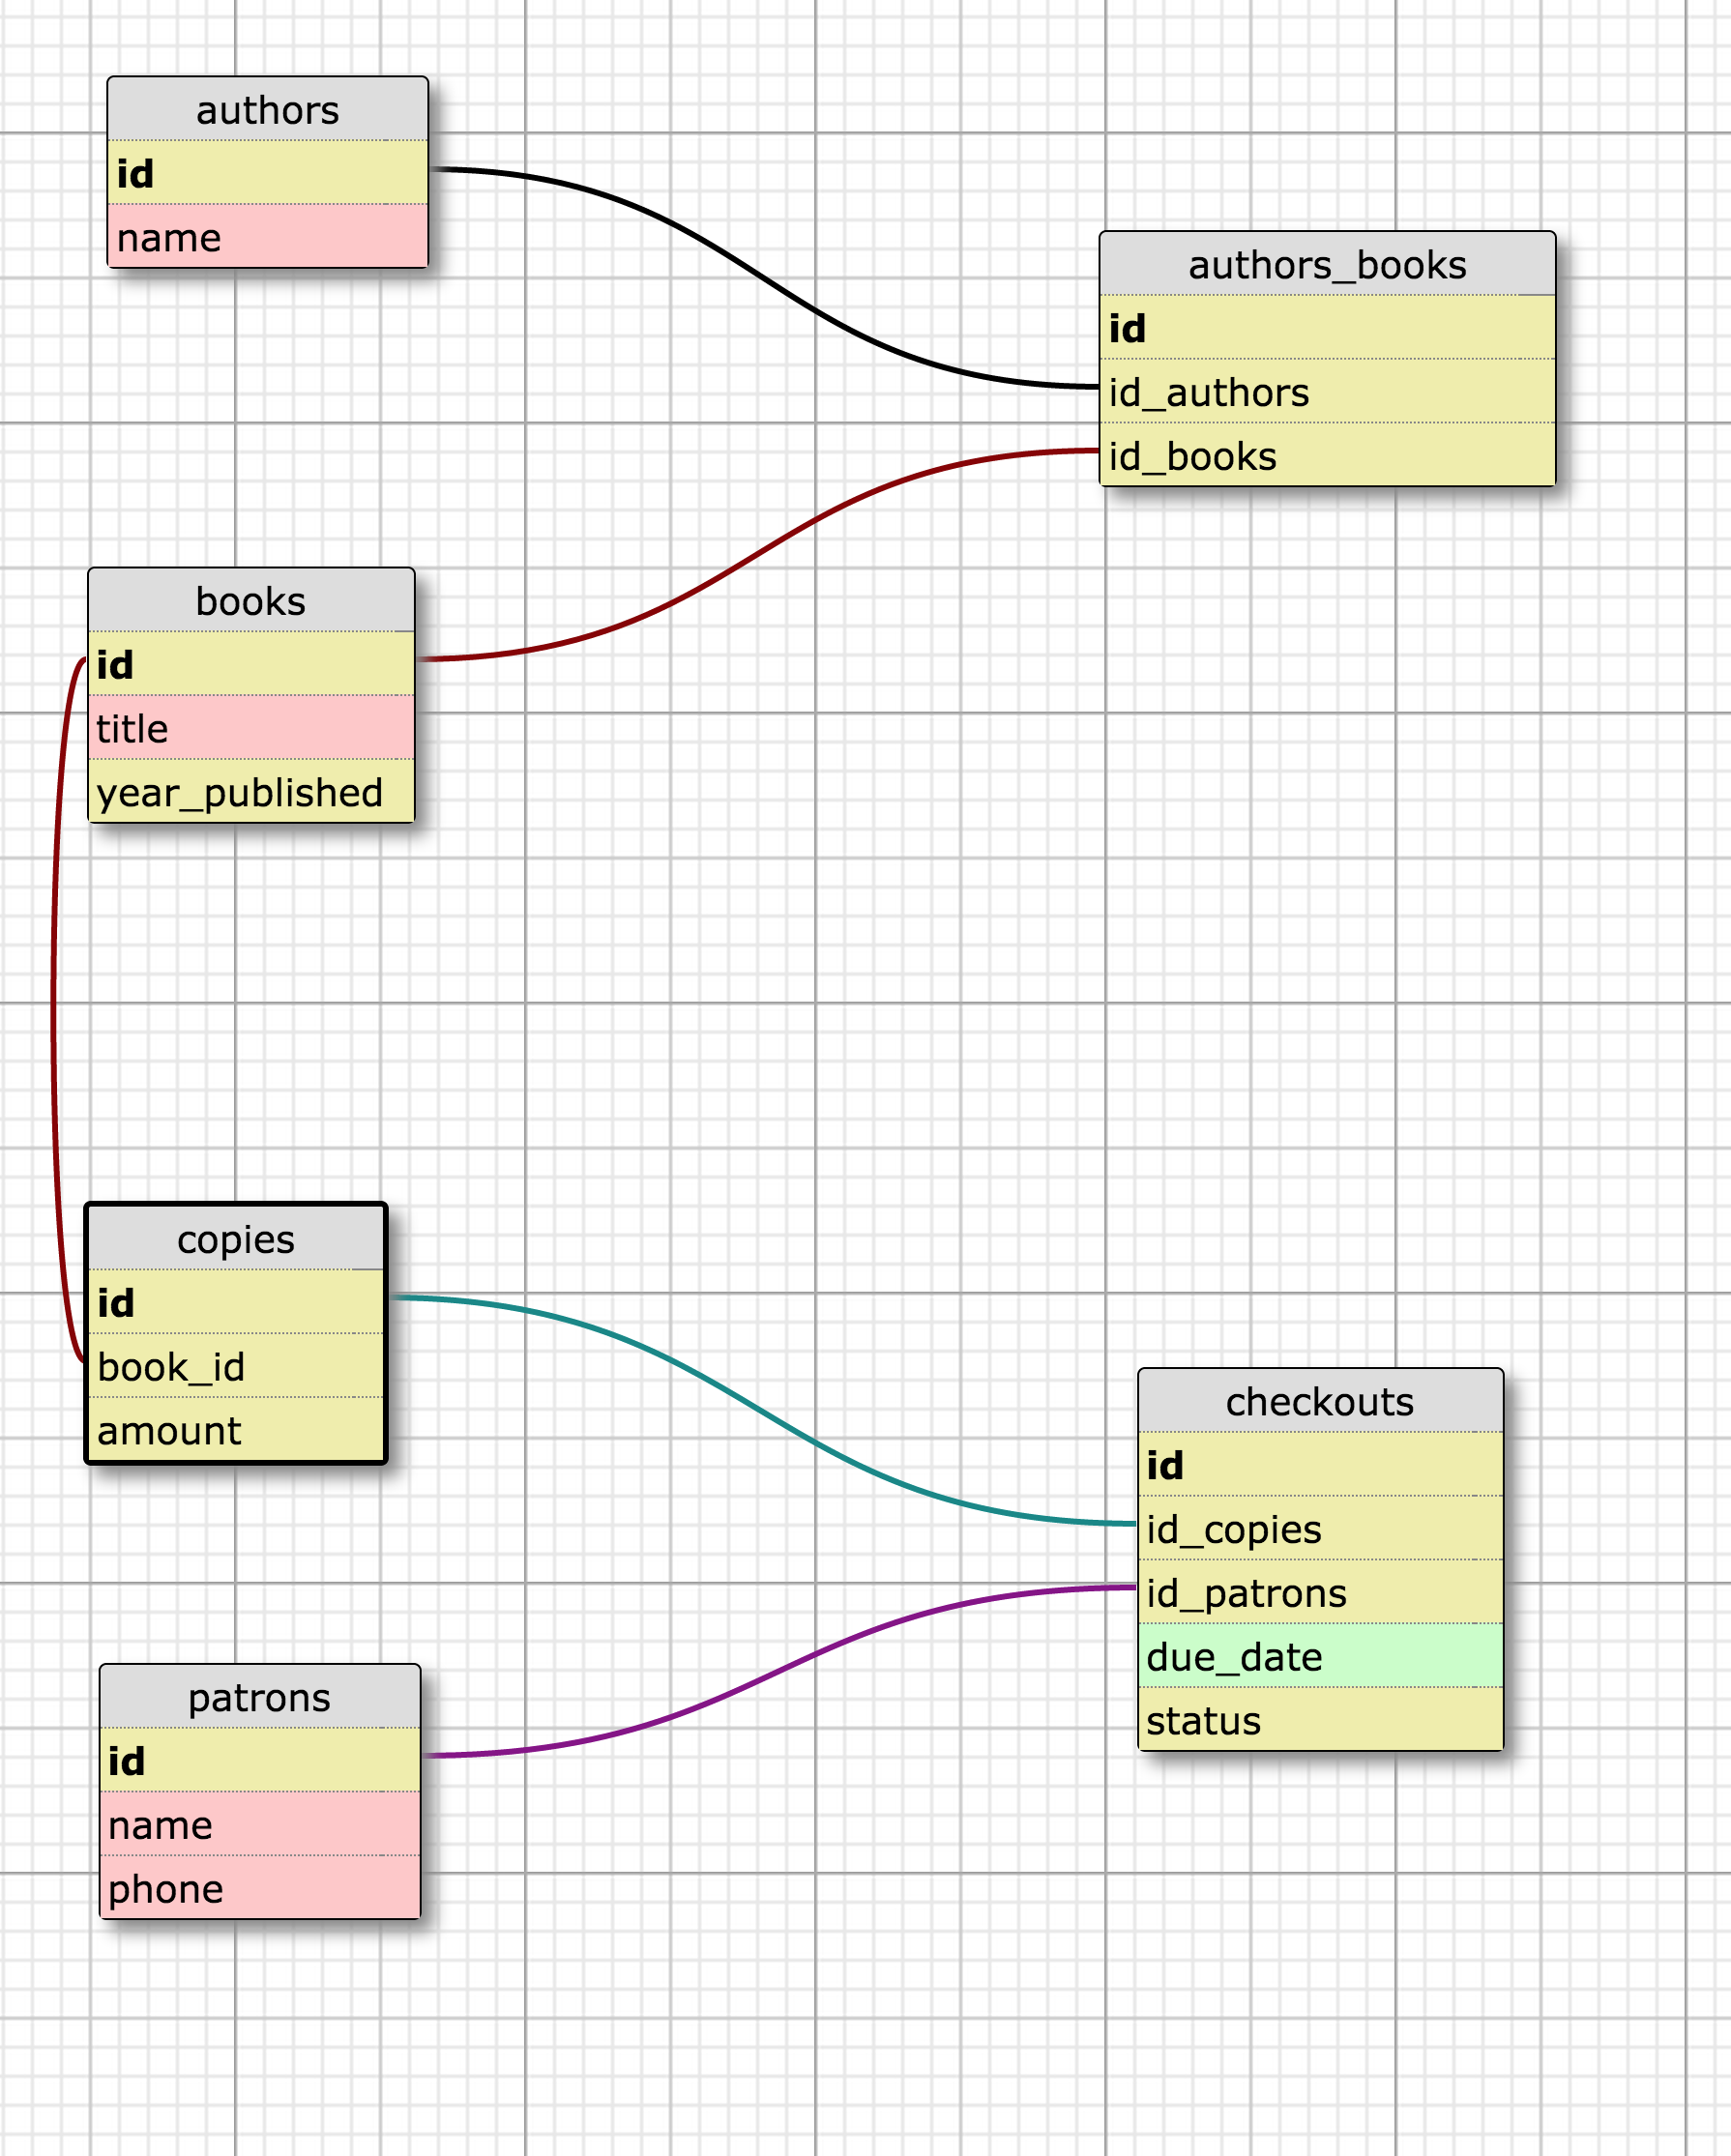 authors
id
name
authors_books
id
id_authors
id_books
books
id
title
year_published
copies
id
book_id
amount
checkouts
id
id_copies
id_patrons
due_date
status
patrons
id
name
phone